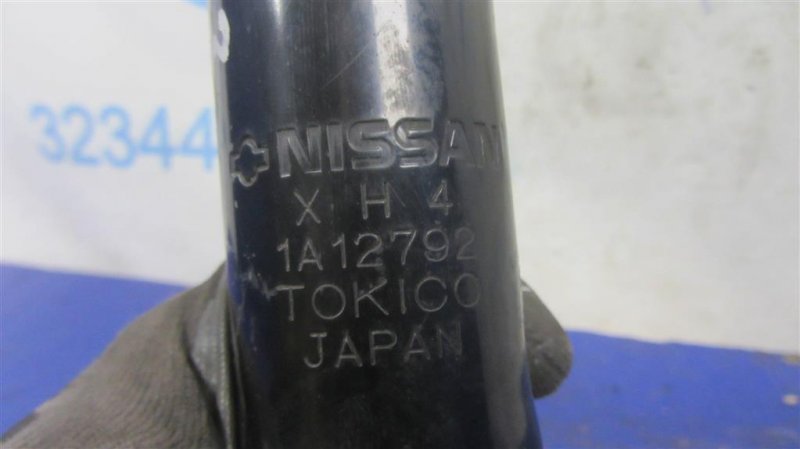 32344
NISSAN
X H 4
1A12792
TOKICO
JAPAN